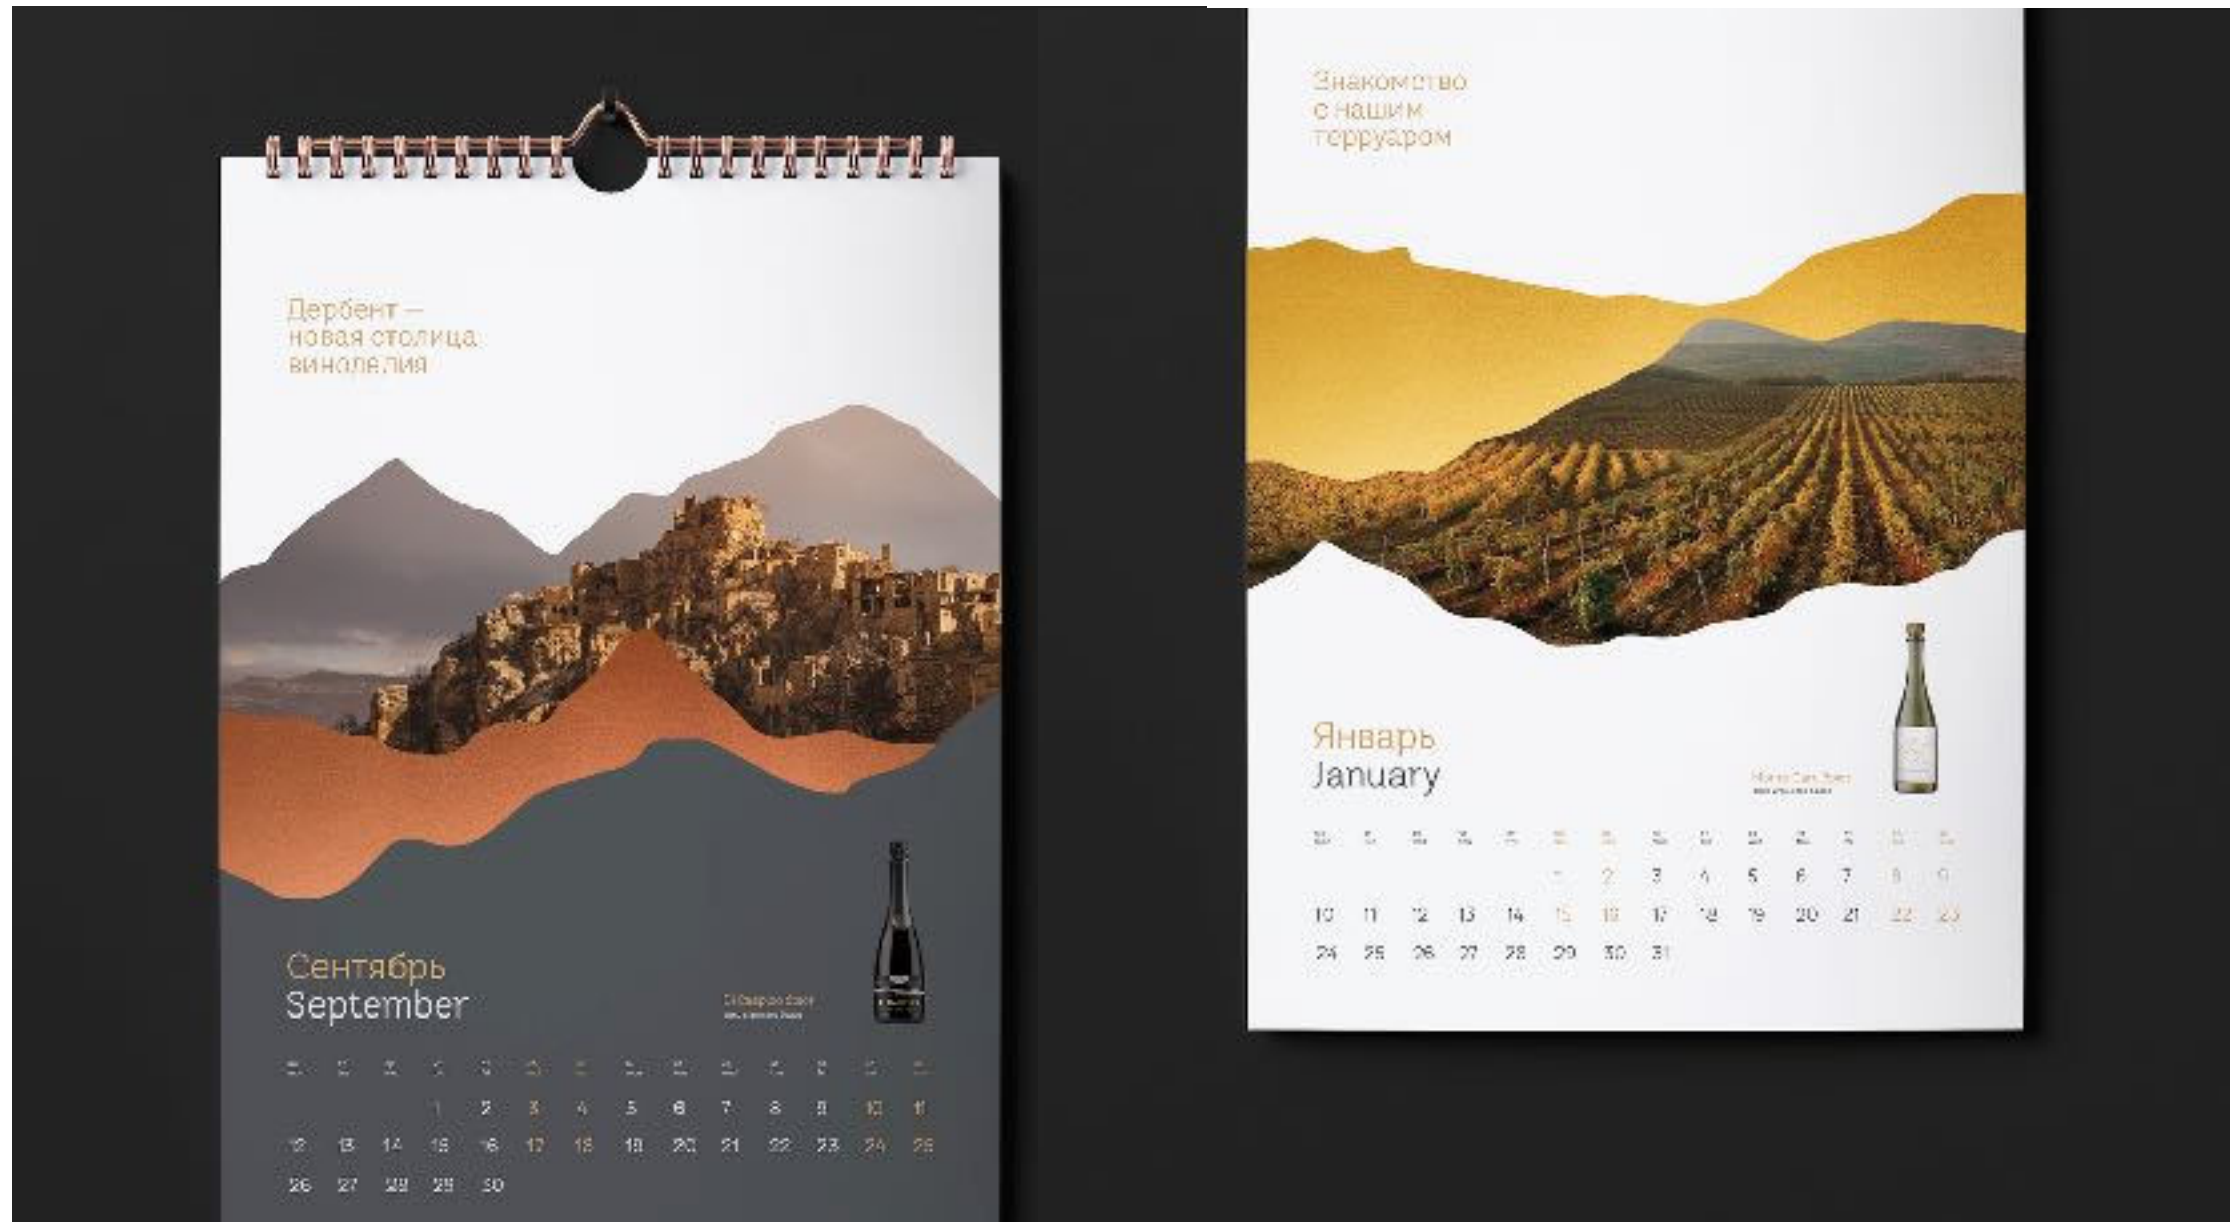 Дербент —
новая столица
виноделия
Сентябрь
September
1 2 3 4 5 6 7 8 9 10 11
12 13 14 15 16 17 18 19 20 21 22 23 24 25
26 27 28 29 30
Знакомство
с нашим
терруаром
Январь
January
1 2 3 4 5 6 7 8 9
10 11 12 13 14 15 16 17 18 19 20 21 22 23
24 25 26 27 28 29 30 31